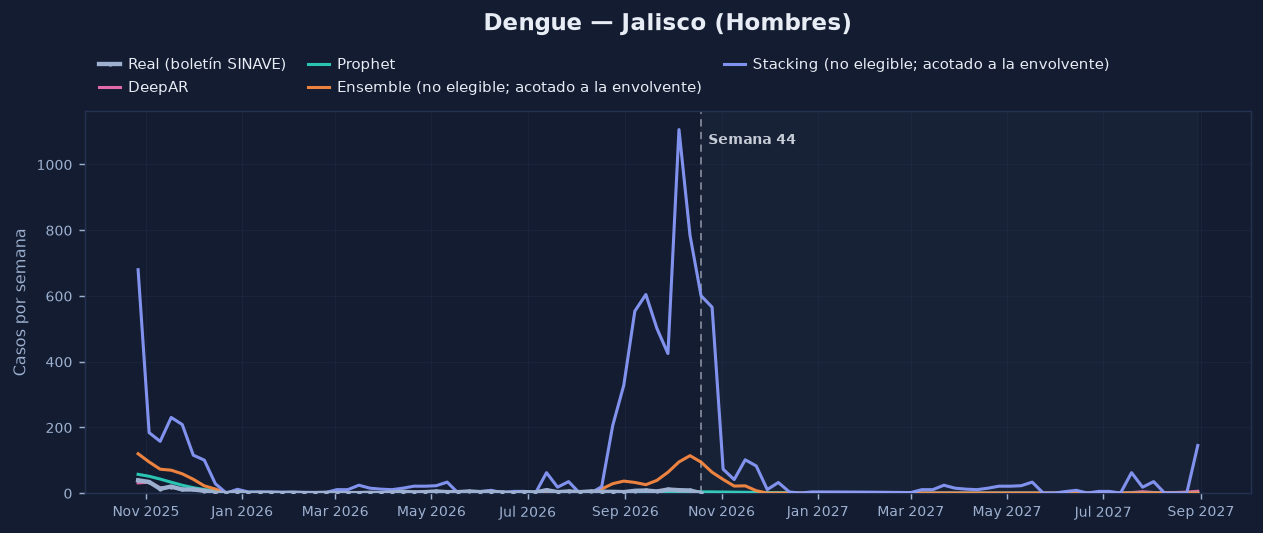 Dengue — Jalisco (Hombres)
Real (boletín SINAVE)
Prophet
Stacking (no elegible; acotado a la envolvente)
DeepAR
Ensemble (no elegible; acotado a la envolvente)
Semana 44
Casos por semana
1000
800
600
400
200
0
Nov 2025
Jan 2026
Mar 2026
May 2026
Jul 2026
Sep 2026
Nov 2026
Jan 2027
Mar 2027
May 2027
Jul 2027
Sep 2027